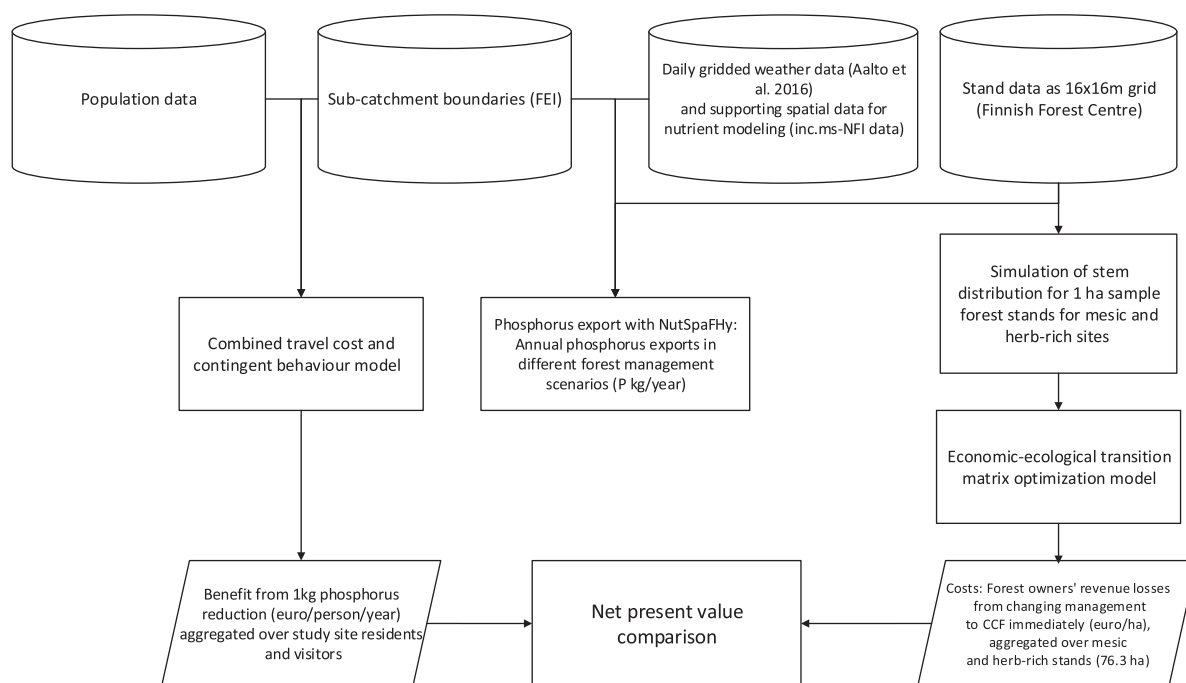 Population data
Sub-catchment boundaries (FEI)
Daily gridded weather data (Aalto et
al. 2016)
and supporting spatial data for
nutrient modeling (inc.ms-NFI data)
Stand data as 16x16m grid
(Finnish Forest Centre)
Simulation of stem
distribution for 1 ha sample
forest stands for mesic and
herb-rich sites
Combined travel cost and
contingent behaviour model
Phosphorus export with NutSpaFHy:
Annual phosphorus exports in
different forest management
scenarios (P kg/year)
Economic-ecological transition
matrix optimization model
Benefit from 1kg phosphorus
reduction (euro/person/year)
aggregated over study site residents
and visitors
Net present value
comparison
Costs: Forest owners' revenue losses
from changing management
to CCF immediately (euro/ha),
aggregated over mesic
and herb-rich stands (76.3 ha)